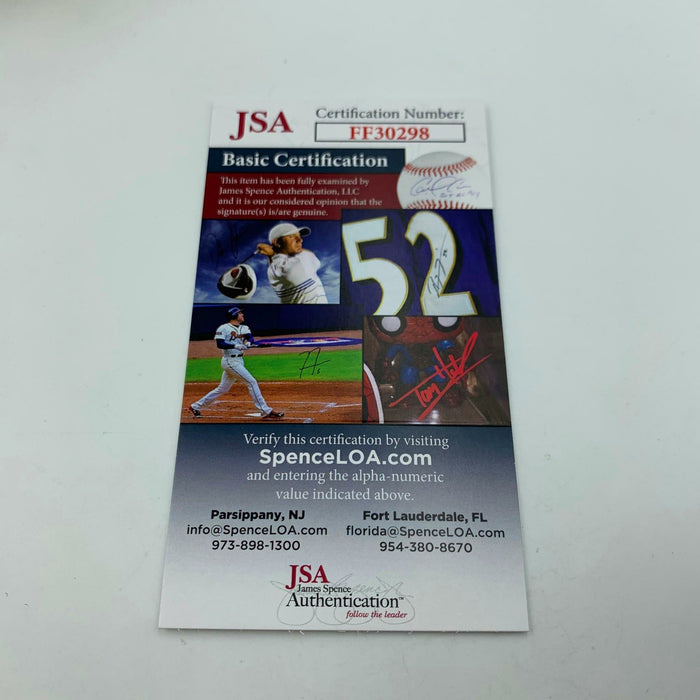 JSA
Certification Number:
FF30298
Basic Certification
This item has been fully examined by
James Spence Authentication, LLC
and it is our considered opinion that the
signature(s) is/are genuine.
52
Tony
Verify this certification by visiting
SpenceLOA.com
and entering the alpha-numeric
value indicated above.
Parsippany, NJ
info@SpenceLOA.com
973-898-1300
Fort Lauderdale, FL
florida@SpenceLOA.com
954-380-8670
JSA
James Spence
Authentication™
follow the leader